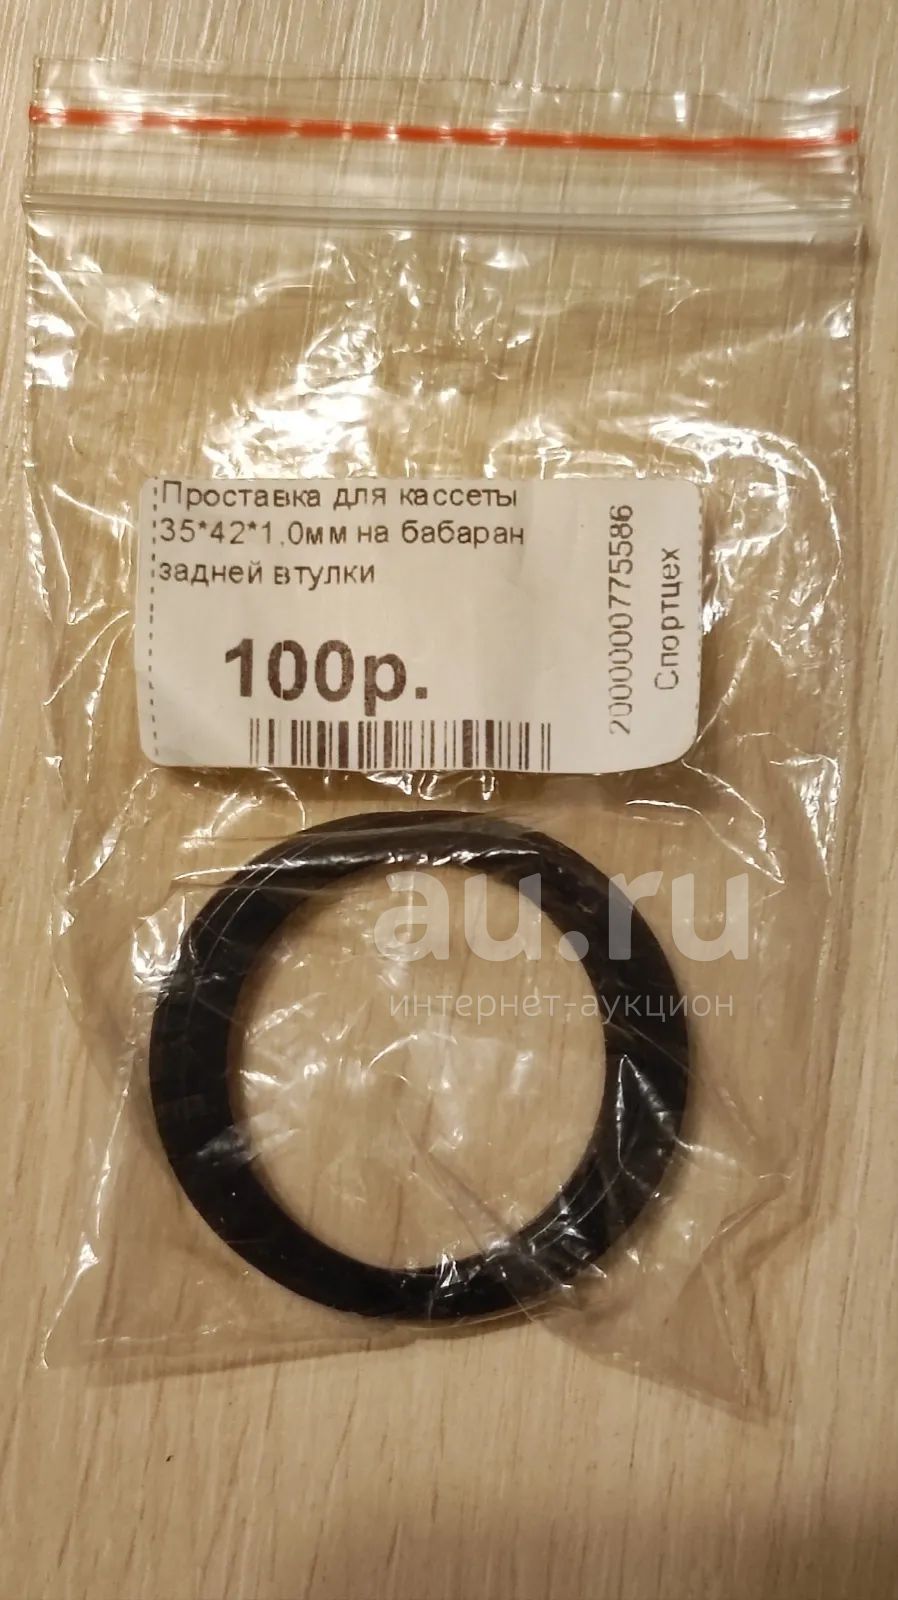 Проставка для кассеты
35*42*1,0мм на бабаран
задней втулки
100р.
2000000775586
Спортцех
au.ru
интернет-аукцион